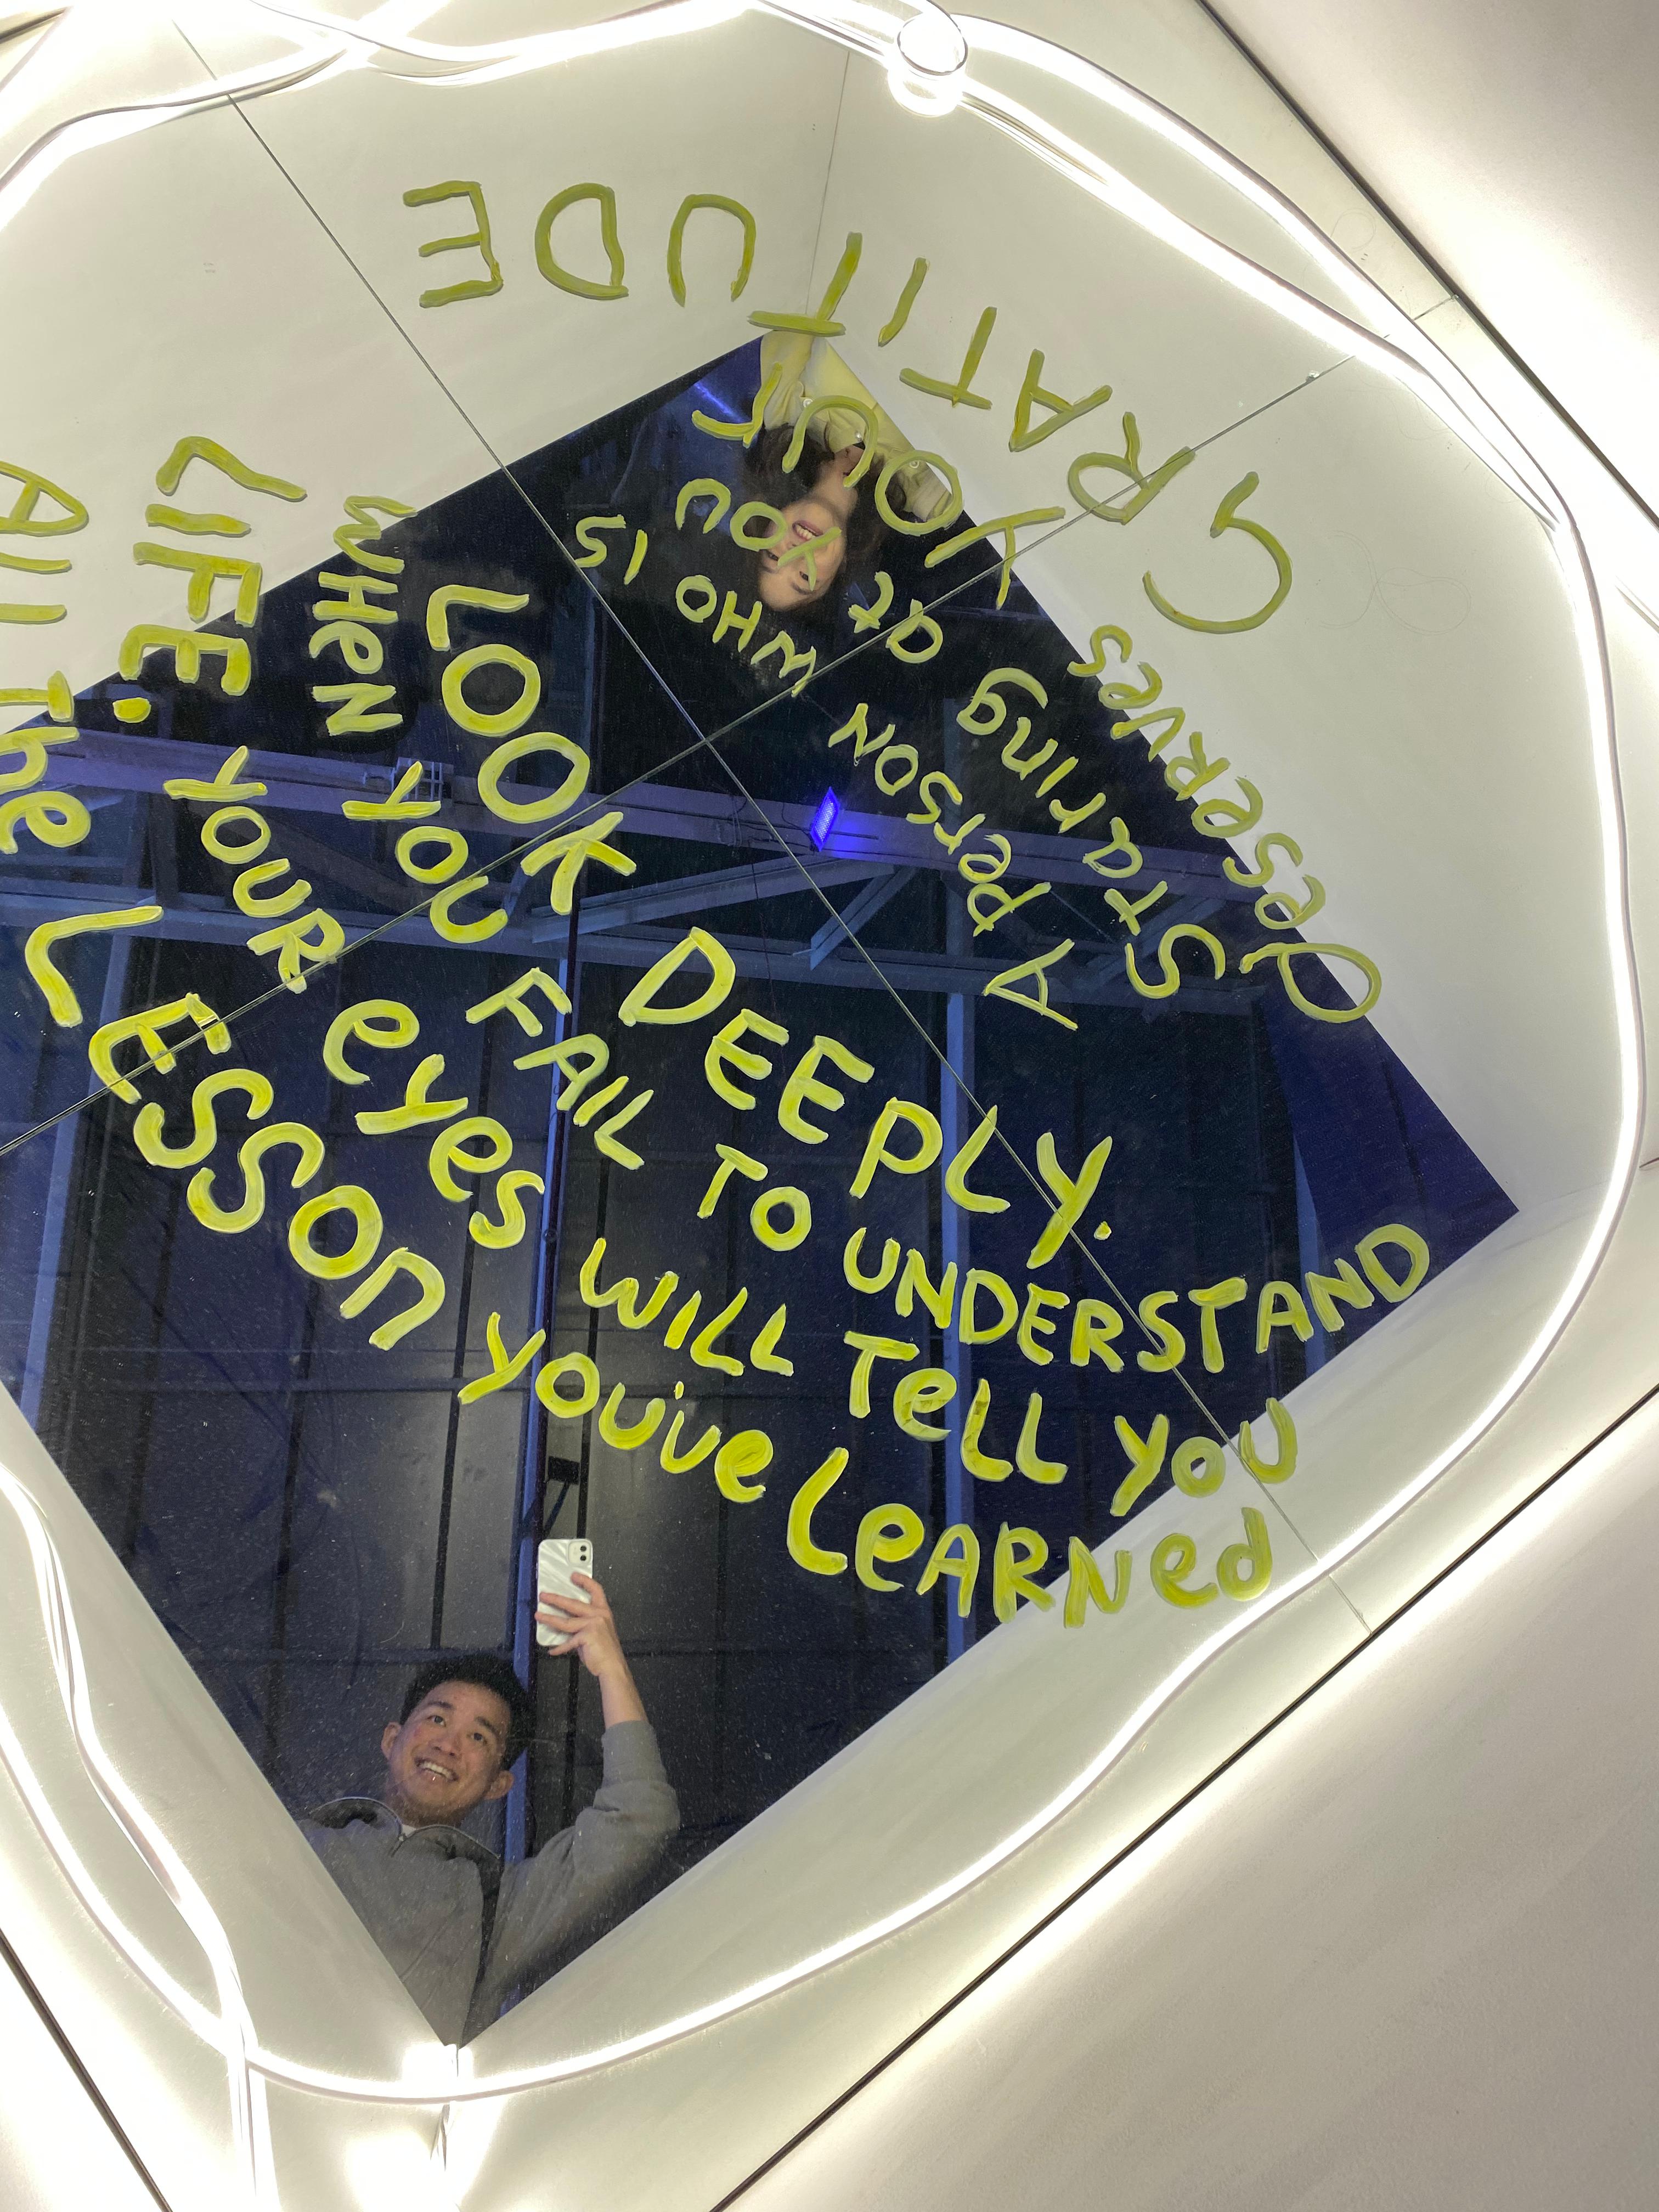 LOOK DEEPLY.
WHeN YOU FAIL TO UNDERSTAND
LIFE. YOUR eyes WILL Tell YOU
All The LESSON YOU'Ve LeARNed
A PerSON WHO IS
Staring at YOU
DeSeRVeS YOUr
GRATITUDE